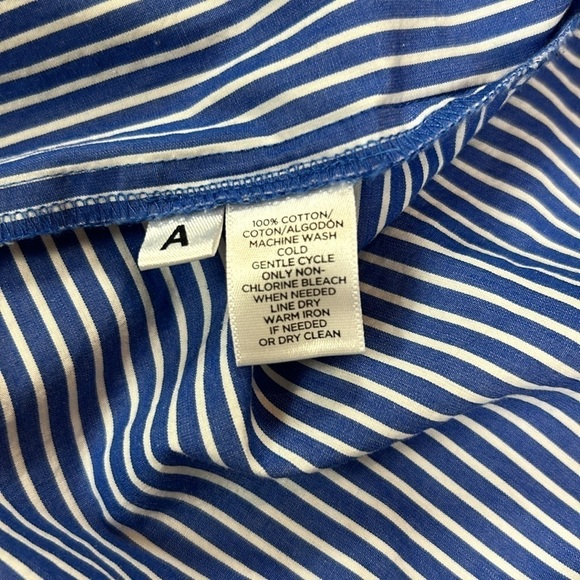 A
100% COTTON/
COTON/ALGODÓN
MACHINE WASH
COLD
GENTLE CYCLE
ONLY NON-
CHLORINE BLEACH
WHEN NEEDED
LINE DRY
WARM IRON
IF NEEDED
OR DRY CLEAN